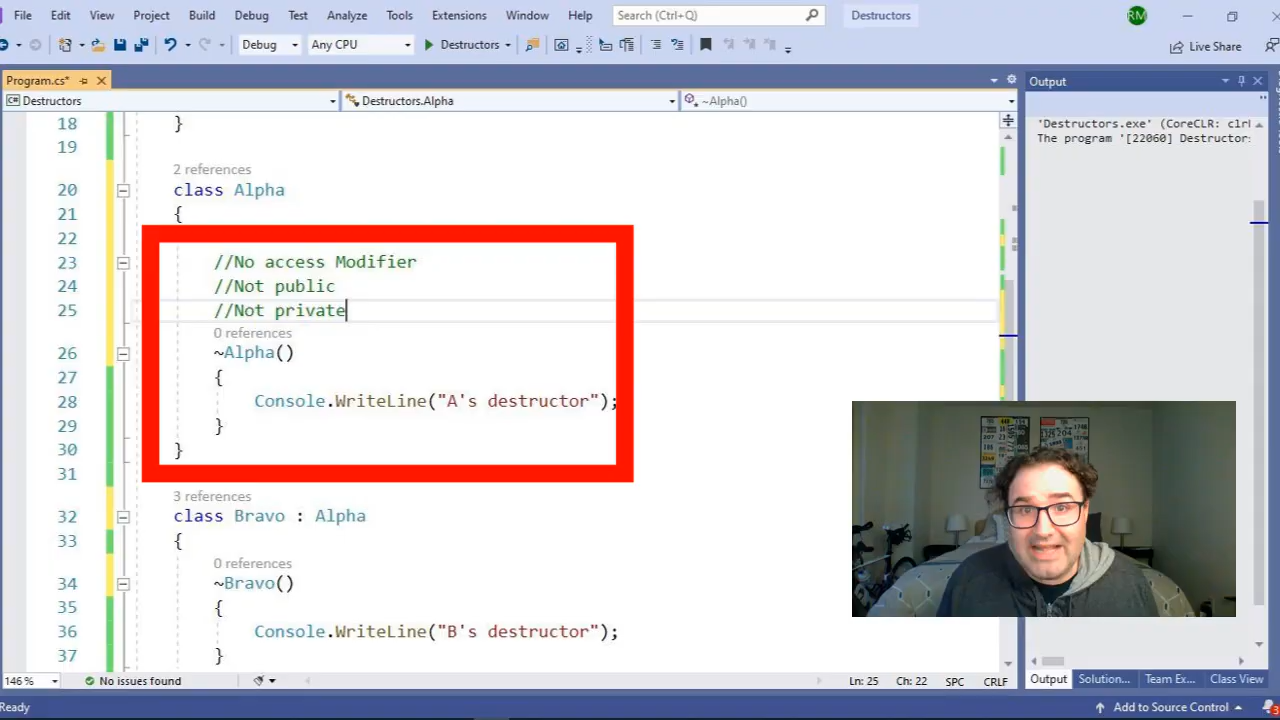 File Edit View Project Build Debug Test Analyze Tools Extensions Window Help Search (Ctrl+Q) Destructors RM
Debug Any CPU Destructors Live Share
Program.cs* Output
Destructors Destructors.Alpha ~Alpha()
'Destructors.exe' (CoreCLR: clr
The program '[22060] Destructor
18 }
19
2 references
20 class Alpha
21 {
22
23 //No access Modifier
24 //Not public
25 //Not private
0 references
26 ~Alpha()
27 {
28 Console.WriteLine("A's destructor");
29 }
30 }
31
3 references
32 class Bravo : Alpha
33 {
0 references
34 ~Bravo()
35 {
36 Console.WriteLine("B's destructor");
37 }
146 % No issues found Ln: 25 Ch: 22 SPC CRLF
Output Solution... Team Ex... Class View
Ready Add to Source Control 3